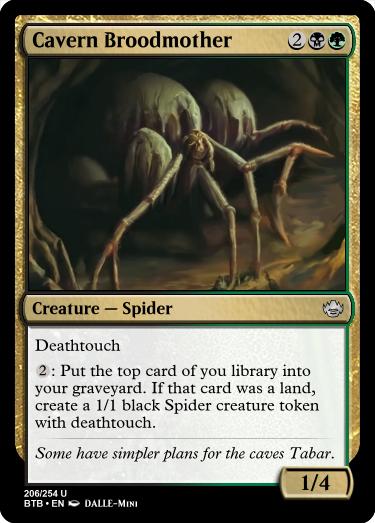 Cavern Broodmother 2
Creature — Spider
Deathtouch
2: Put the top card of you library into
your graveyard. If that card was a land,
create a 1/1 black Spider creature token
with deathtouch.
Some have simpler plans for the caves Tabar.
1/4
206/254 U
BTB • EN DALLE-Mini